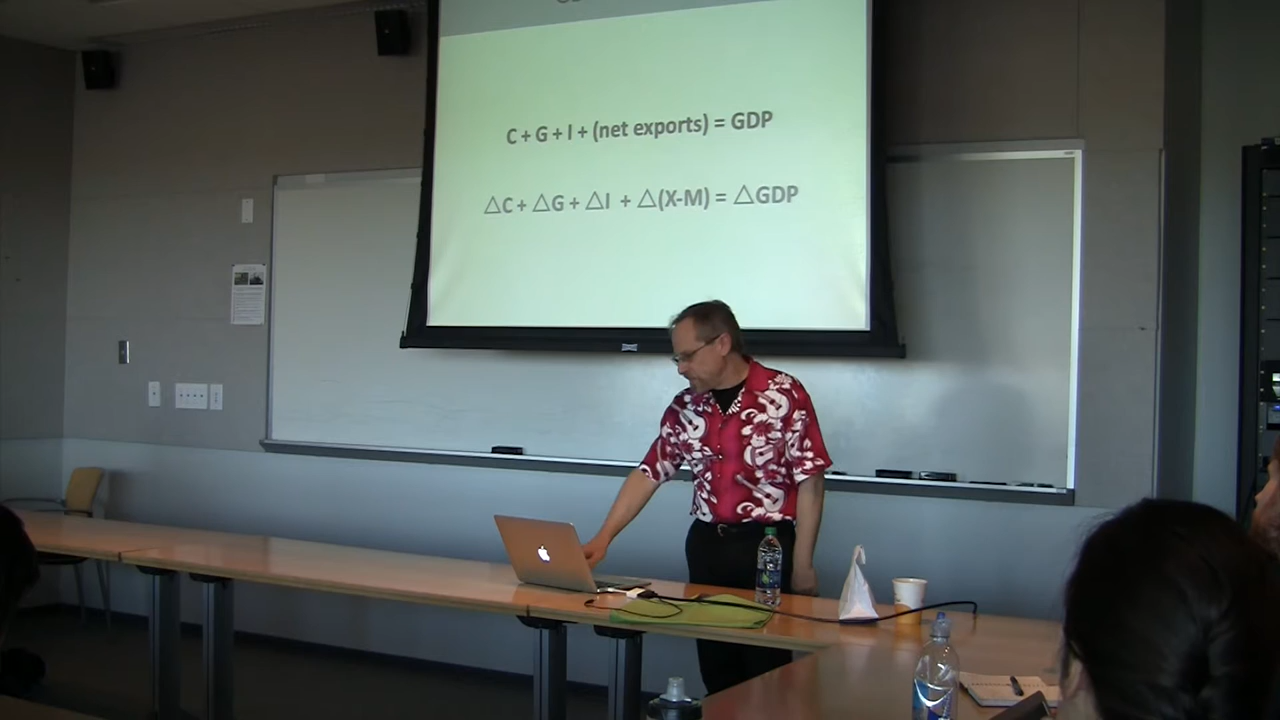 C + G + I + (net exports) = GDP
△C + △G + △I + △(X-M) = △GDP